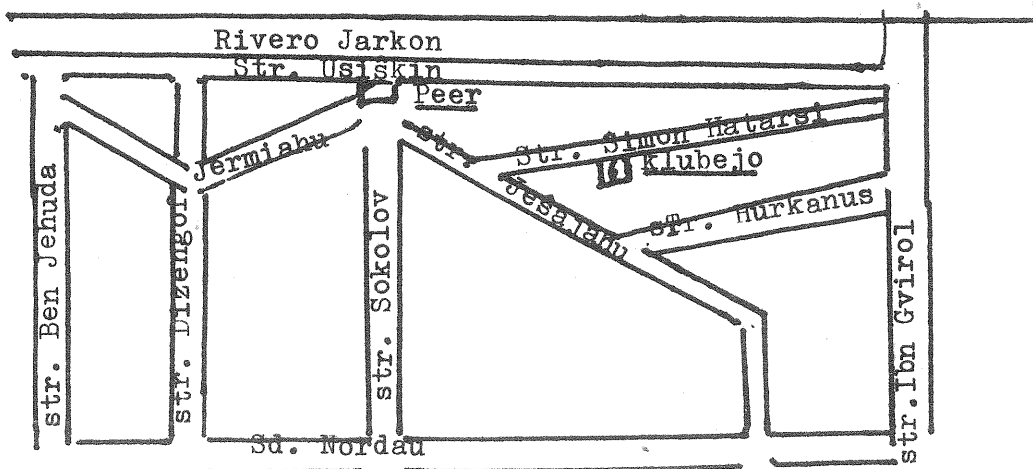 Rivero Jarkon
Str. Usiskin
Peer
Jermiahu
Str. Jesajahu
Str. Simon Hatarsi
16
Klubejo
sTr. Hurkanus
str. Ben Jehuda
str. Dizengof
str. Sokolov
str. Ibn Gvirol
Sd. Nordau